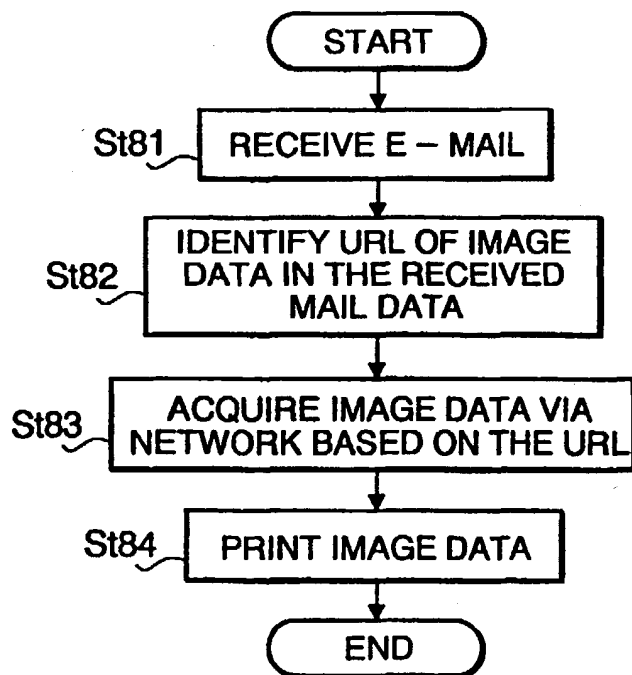 START
St81
RECEIVE E – MAIL
St82
IDENTIFY URL OF IMAGE
DATA IN THE RECEIVED
MAIL DATA
St83
ACQUIRE IMAGE DATA VIA
NETWORK BASED ON THE URL
St84
PRINT IMAGE DATA
END